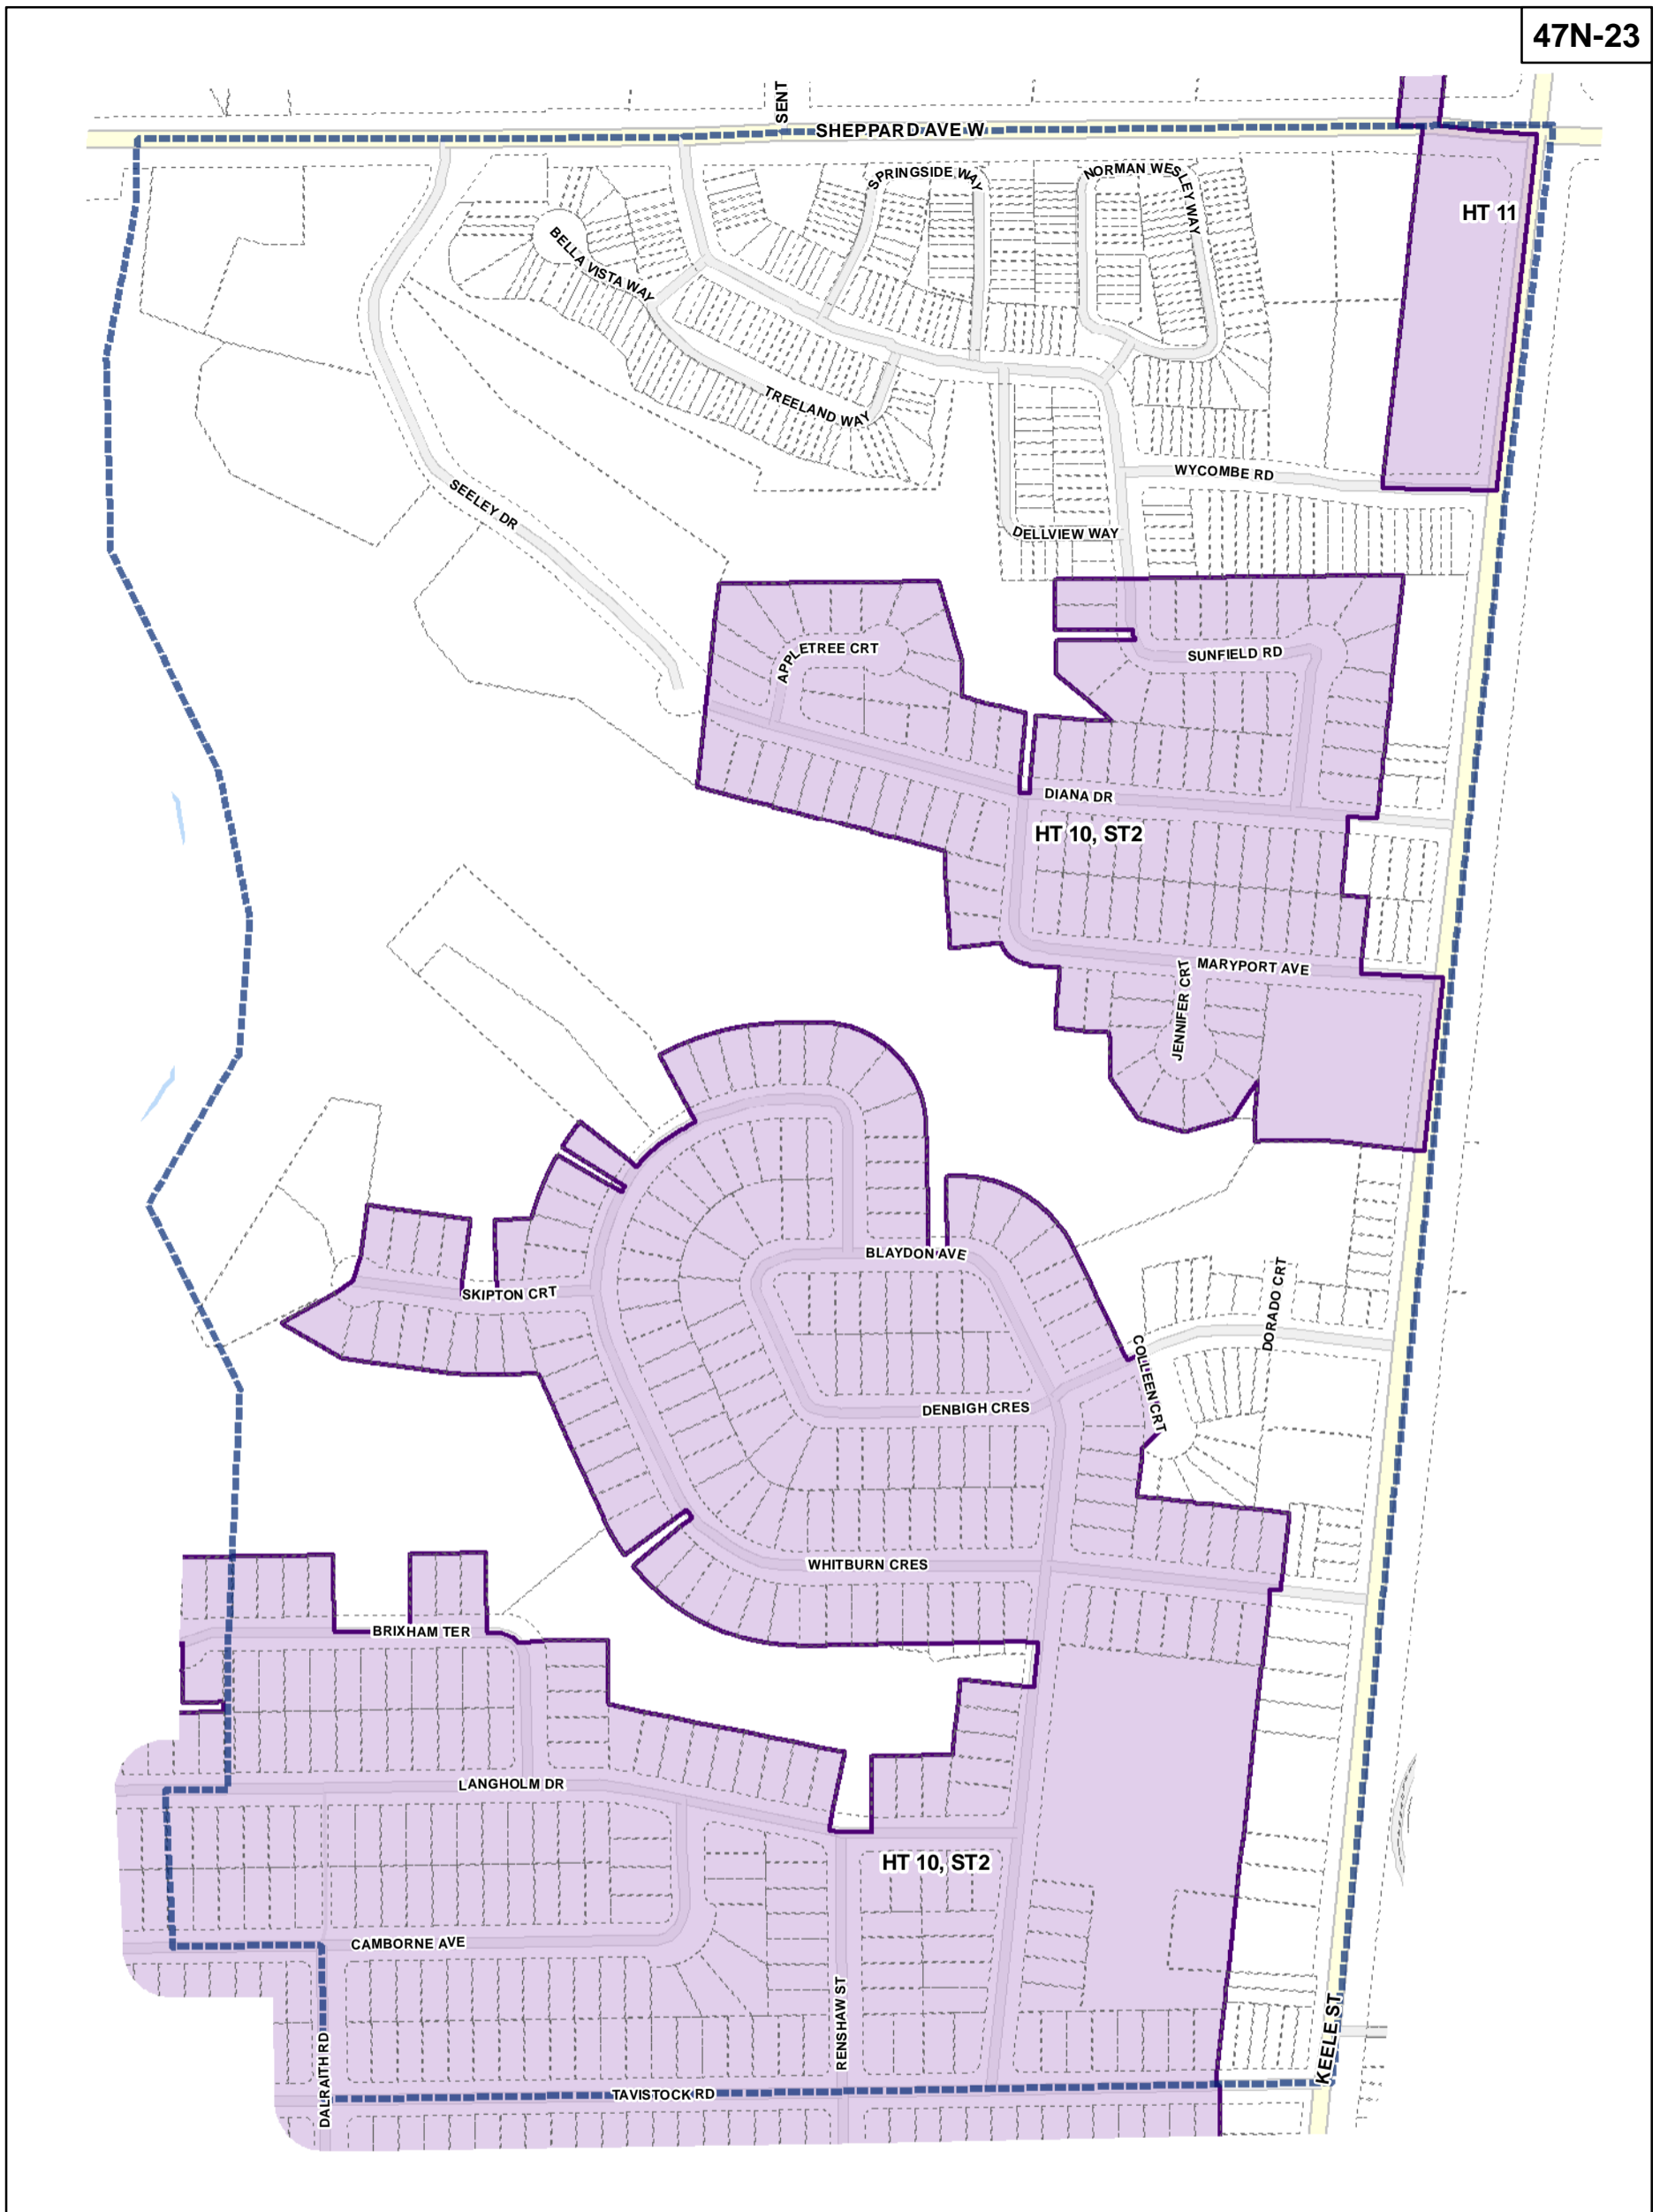 47N-23
SENT
SHEPPARD AVE W
SPRINGSIDE WAY
NORMAN WESLEY WAY
HT 11
BELLA VISTA WAY
TREELAND WAY
WYCOMBE RD
SEELEY DR
DELLVIEW WAY
APPLETREE CRT
SUNFIELD RD
DIANA DR
HT 10, ST2
MARYPORT AVE
JENNIFER CRT
BLAYDON AVE
SKIPTON CRT
DORADO CRT
COLLEEN CRT
DENBIGH CRES
WHITBURN CRES
BRIXHAM TER
LANGHOLM DR
HT 10, ST2
CAMBORNE AVE
RENSHAW ST
KEELE ST
DALRAITH RD
TAVISTOCK RD